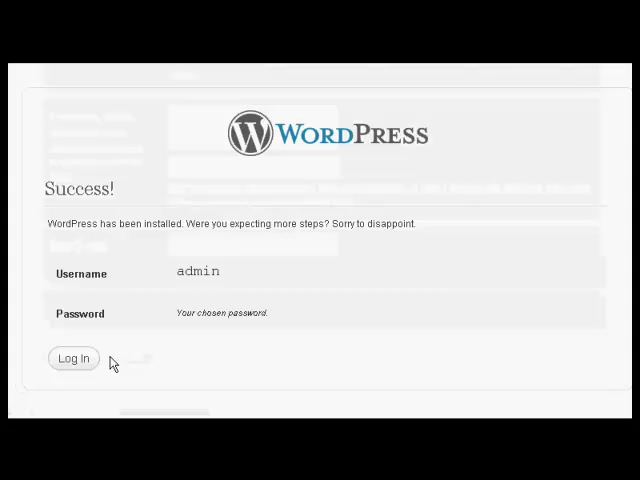 WORDPRESS
Success!
WordPress has been installed. Were you expecting more steps? Sorry to disappoint.
Username admin
Password Your chosen password.
Log In